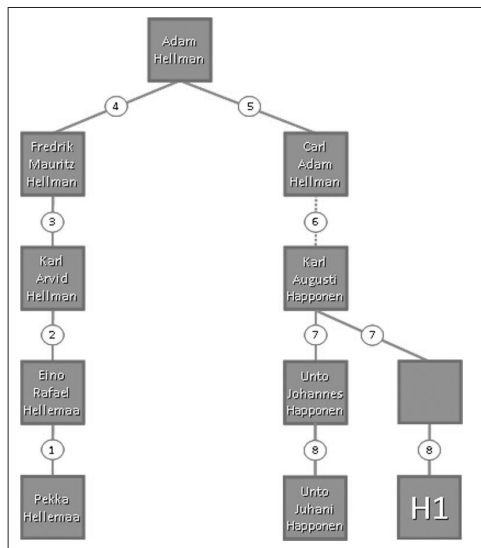 Adam
Hellman
4
5
Fredrik
Mauritz
Hellman
Carl
Adam
Hellman
3
6
Karl
Arvid
Hellman
Karl
Augusti
Happonen
2
7
7
Eino
Rafael
Hellemaa
Unto
Johannes
Happonen
1
8
8
Pekka
Hellemaa
Unto
Juhani
Happonen
H1